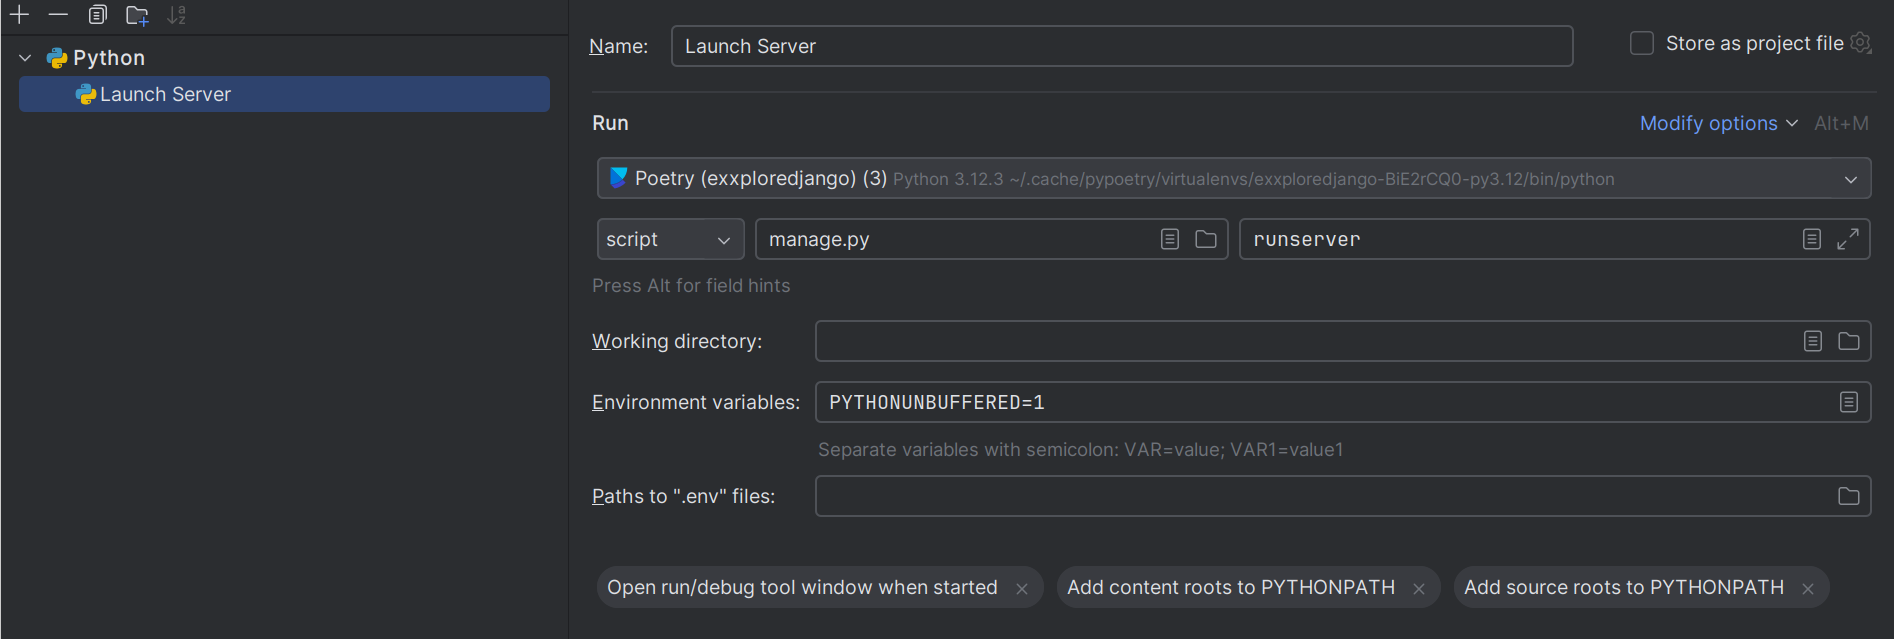 Python
Launch Server
Name: Launch Server Store as project file
Run Modify options Alt+M
Poetry (exxploredjango) (3) Python 3.12.3 ~/.cache/pypoetry/virtualenvs/exxploredjango-BiE2rCQ0-py3.12/bin/python
script manage.py runserver
Press Alt for field hints
Working directory:
Environment variables: PYTHONUNBUFFERED=1
Separate variables with semicolon: VAR=value; VAR1=value1
Paths to ".env" files:
Open run/debug tool window when started × Add content roots to PYTHONPATH × Add source roots to PYTHONPATH ×